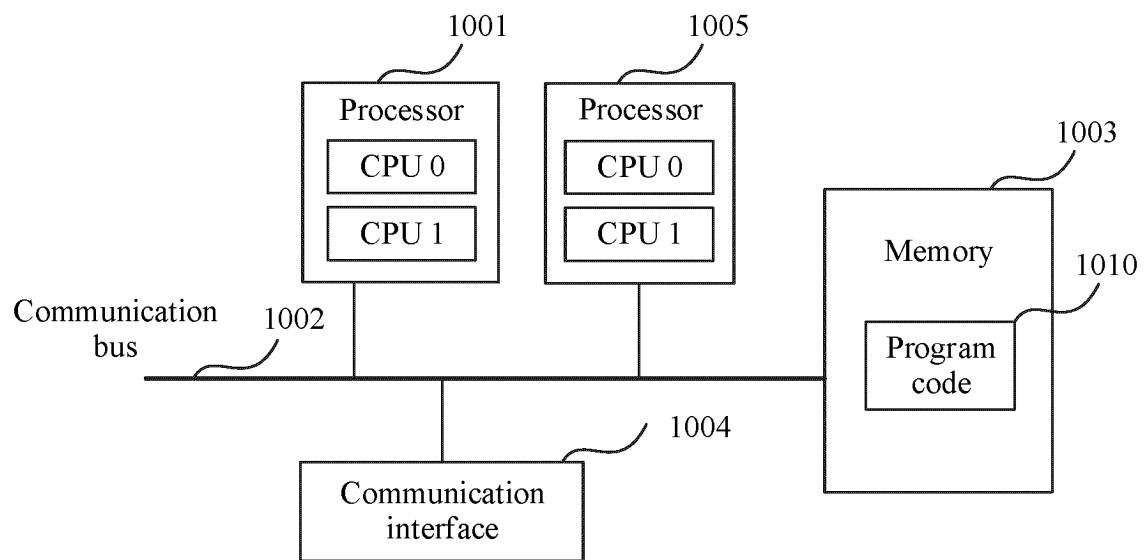 1001
1005
Processor
CPU 0
CPU 1
Processor
CPU 0
CPU 1
1003
Memory
1010
Program
code
Communication
bus
1002
1004
Communication
interface